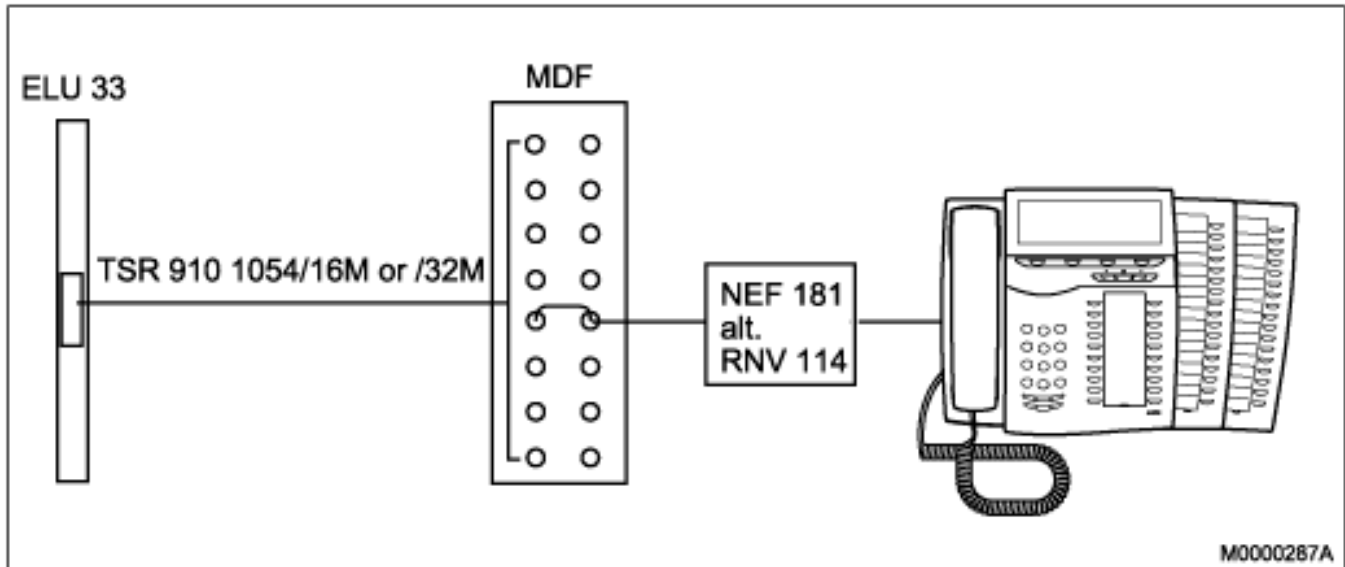 ELU 33
MDF
TSR 910 1054/16M or /32M
NEF 181
alt.
RNV 114
M0000287A